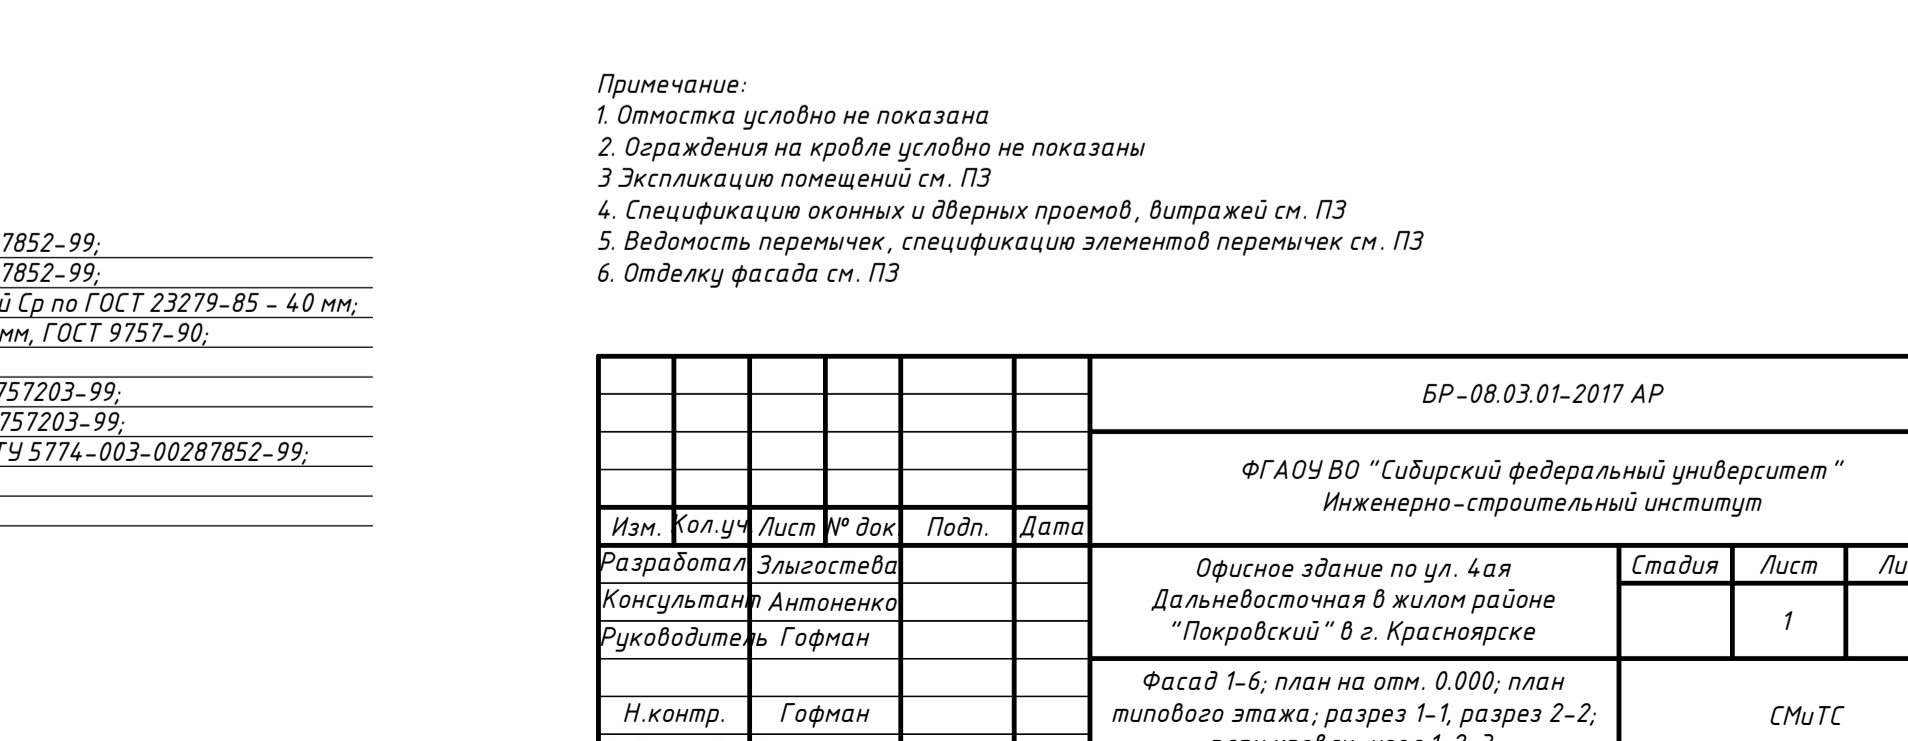 Примечание:
1. Отмостка условно не показана
2. Ограждения на кровле условно не показаны
3 Экспликацию помещений см. ПЗ
4. Спецификацию оконных и дверных проемов, витражей см. ПЗ
5. Ведомость перемычек, спецификацию элементов перемычек см. ПЗ
6. Отделку фасада см. ПЗ
7852-99;
7852-99;
й Ср по ГОСТ 23279-85 - 40 мм;
мм, ГОСТ 9757-90;
757203-99;
757203-99;
ТУ 5774-003-00287852-99;
БР-08.03.01-2017 АР
ФГАОУ ВО "Сибирский федеральный университет"
Инженерно-строительный институт
Изм. Кол.уч. Лист № док. Подп. Дата
Разработал Злыгостева
Консультант Антоненко
Руководитель Гофман
Н.контр. Гофман
Офисное здание по ул. 4ая
Дальневосточная в жилом районе
"Покровский" в г. Красноярске
Стадия Лист Ли
1
Фасад 1-6; план на отм. 0.000; план
типового этажа; разрез 1-1, разрез 2-2;
СМиТС